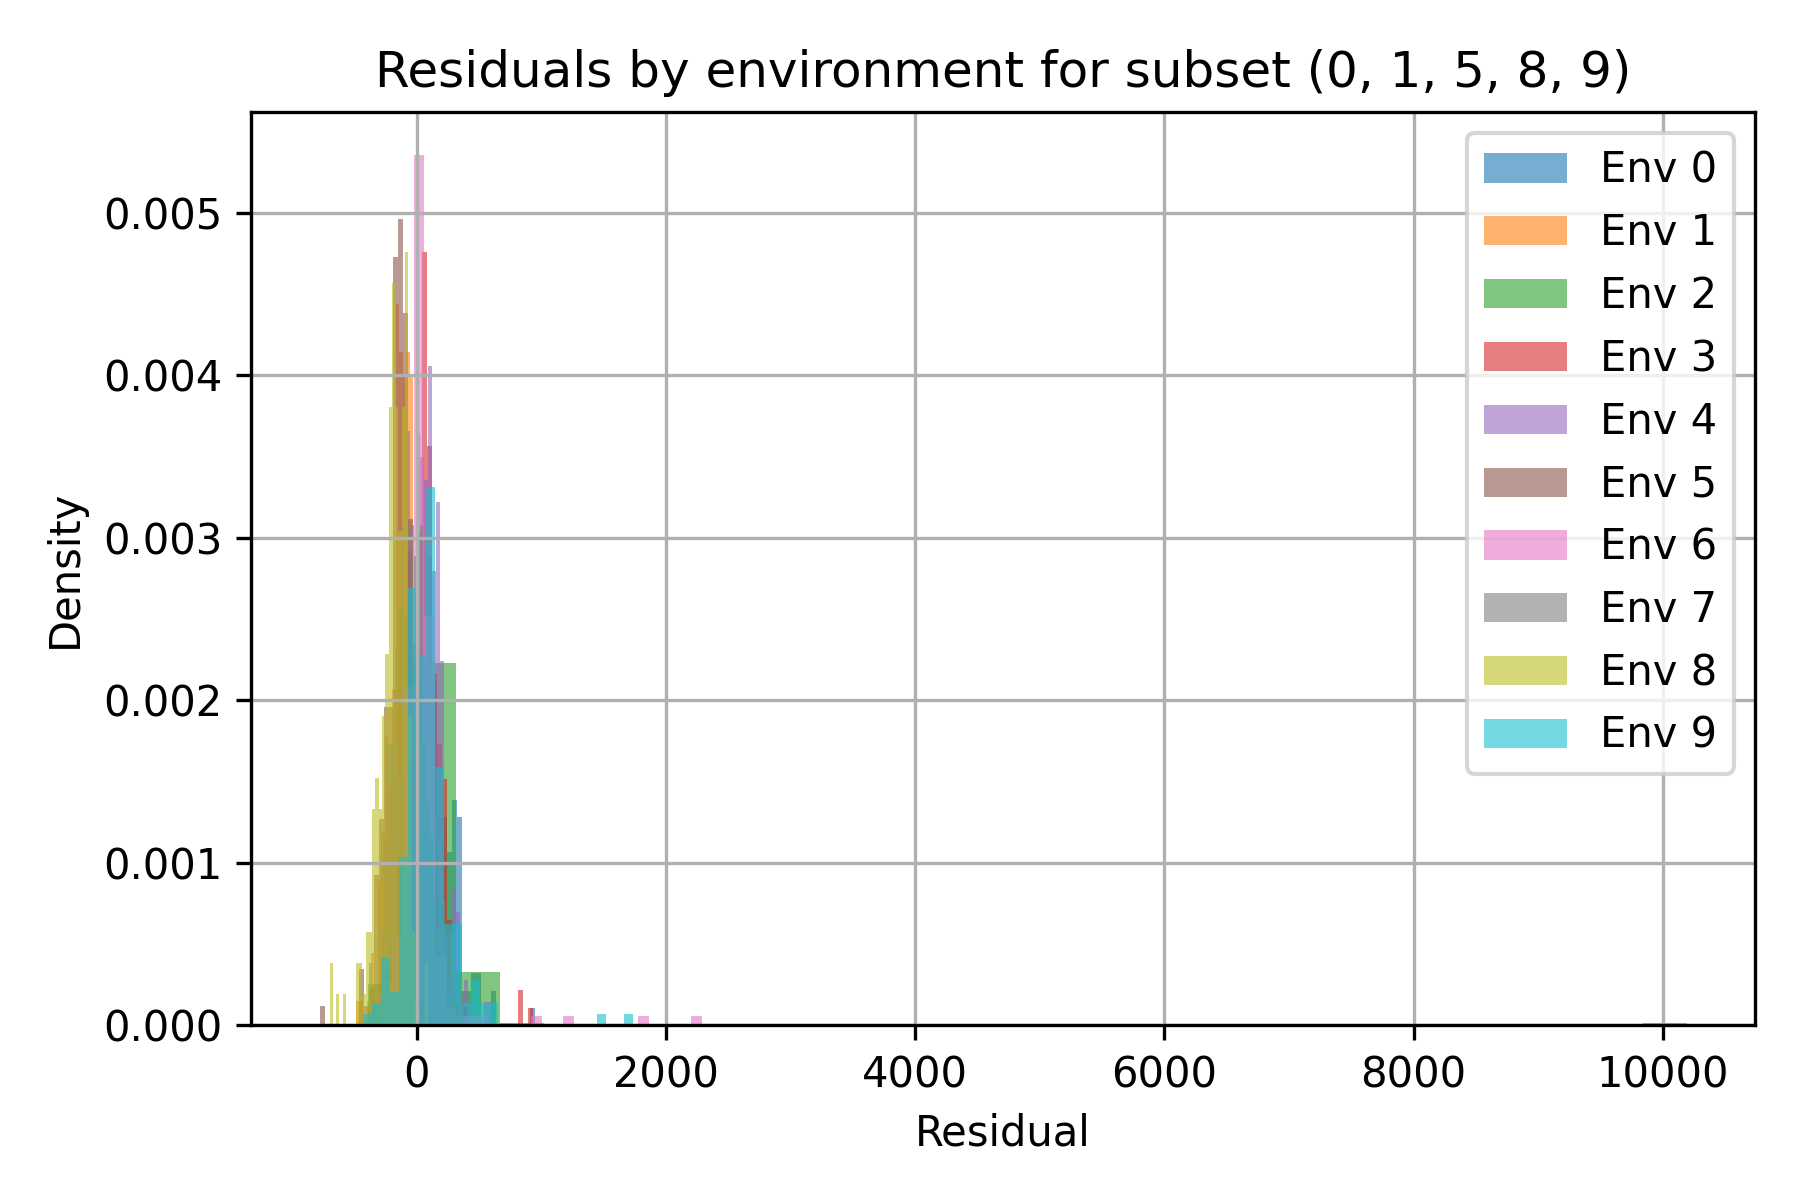 Residuals by environment for subset (0, 1, 5, 8, 9)
Density
0.005
0.004
0.003
0.002
0.001
0.000
0
2000
4000
6000
8000
10000
Residual
Env 0
Env 1
Env 2
Env 3
Env 4
Env 5
Env 6
Env 7
Env 8
Env 9